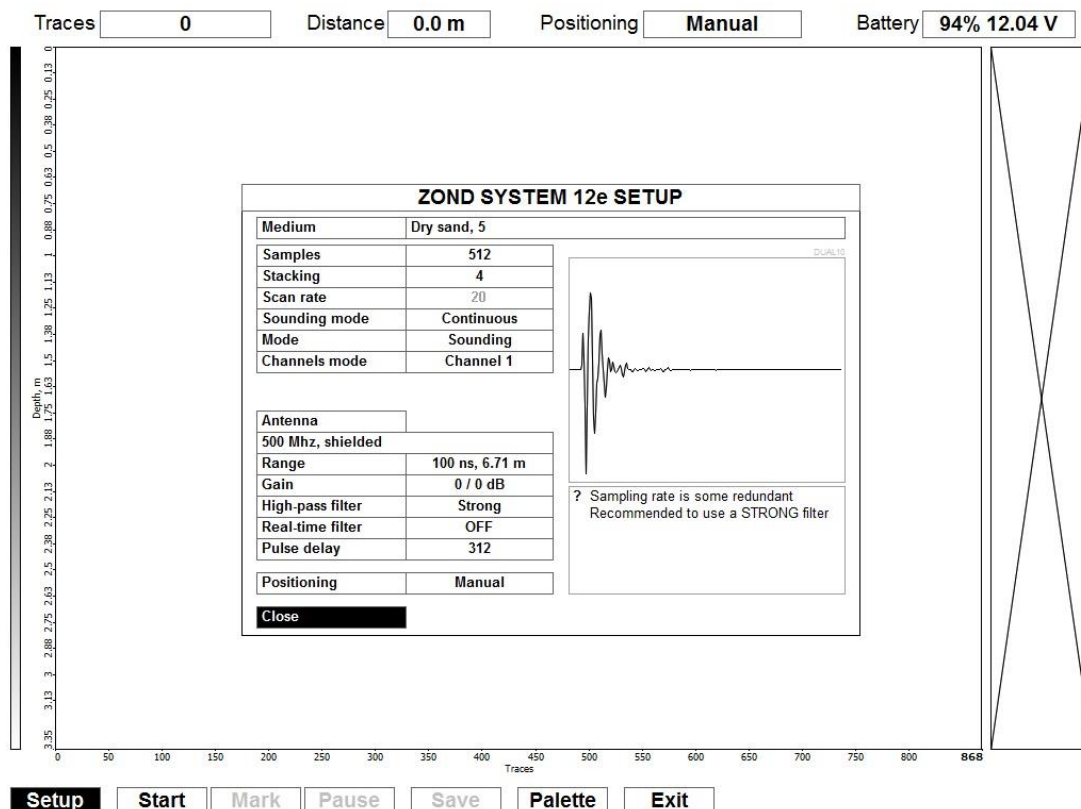 Traces 0 Distance 0.0 m Positioning Manual Battery 94% 12.04 V
ZOND SYSTEM 12e SETUP
Medium Dry sand, 5
DUAL10
Samples 512
Stacking 4
Scan rate 20
Sounding mode Continuous
Mode Sounding
Channels mode Channel 1
Antenna
500 Mhz, shielded
Range 100 ns, 6.71 m
Gain 0 / 0 dB
High-pass filter Strong
Real-time filter OFF
Pulse delay 312
Positioning Manual
Close
? Sampling rate is some redundant
Recommended to use a STRONG filter
Depth, m
0
0.13
0.25
0.38
0.5
0.63
0.75
0.88
1
1.13
1.25
1.38
1.5
1.63
1.75
1.88
2
2.13
2.25
2.38
2.5
2.63
2.75
2.88
3
3.13
3.35
0 50 100 150 200 250 300 350 400 450 500 550 600 650 700 750 800 868
Traces
Setup Start Mark Pause Save Palette Exit